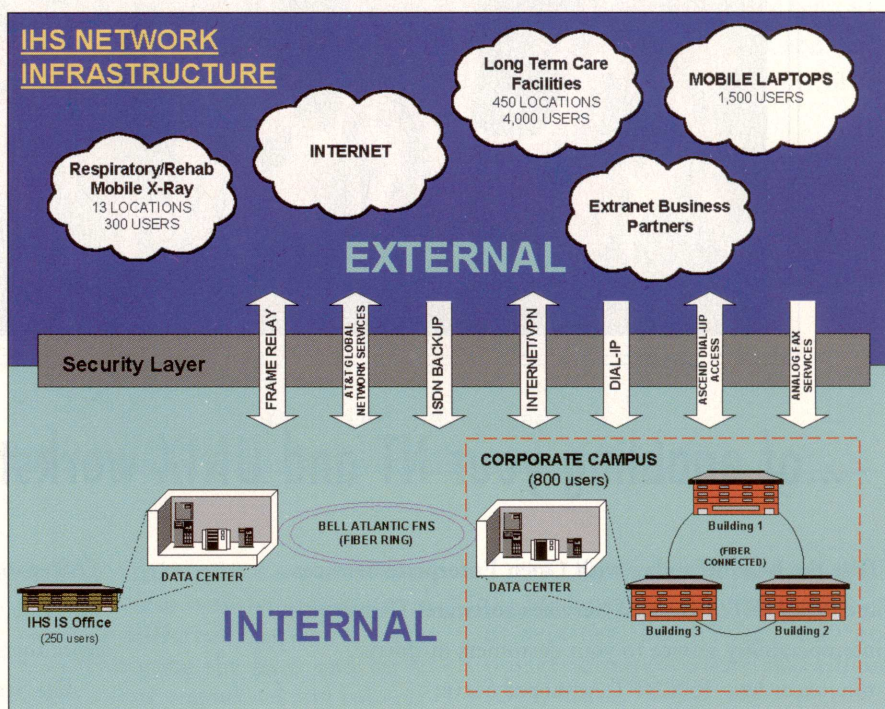 IHS NETWORK
INFRASTRUCTURE
Long Term Care
Facilities
450 LOCATIONS
4,000 USERS
MOBILE LAPTOPS
1,500 USERS
INTERNET
Respiratory/Rehab
Mobile X-Ray
13 LOCATIONS
300 USERS
Extranet Business
Partners
EXTERNAL
Security Layer
FRAME RELAY
AT&T GLOBAL
NETWORK SERVICES
ISDN BACKUP
INTERNET/VPN
DIAL-IP
ASCEND DIAL-UP
ACCESS
ANALOG FAX
SERVICES
CORPORATE CAMPUS
(800 users)
BELL ATLANTIC FNS
(FIBER RING)
DATA CENTER
DATA CENTER
Building 1
(FIBER
CONNECTED)
Building 3
Building 2
IHS IS Office
(250 users)
INTERNAL